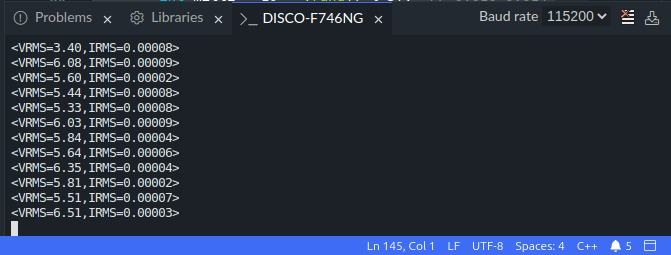 Problems × Libraries × >_ DISCO-F746NG × Baud rate 115200
<VRMS=3.40,IRMS=0.00008>
<VRMS=6.08,IRMS=0.00009>
<VRMS=5.60,IRMS=0.00002>
<VRMS=5.44,IRMS=0.00008>
<VRMS=5.33,IRMS=0.00008>
<VRMS=6.03,IRMS=0.00009>
<VRMS=5.84,IRMS=0.00004>
<VRMS=5.64,IRMS=0.00006>
<VRMS=6.35,IRMS=0.00004>
<VRMS=5.81,IRMS=0.00002>
<VRMS=5.51,IRMS=0.00007>
<VRMS=6.51,IRMS=0.00003>
Ln 145, Col 1 LF UTF-8 Spaces: 4 C++ 5